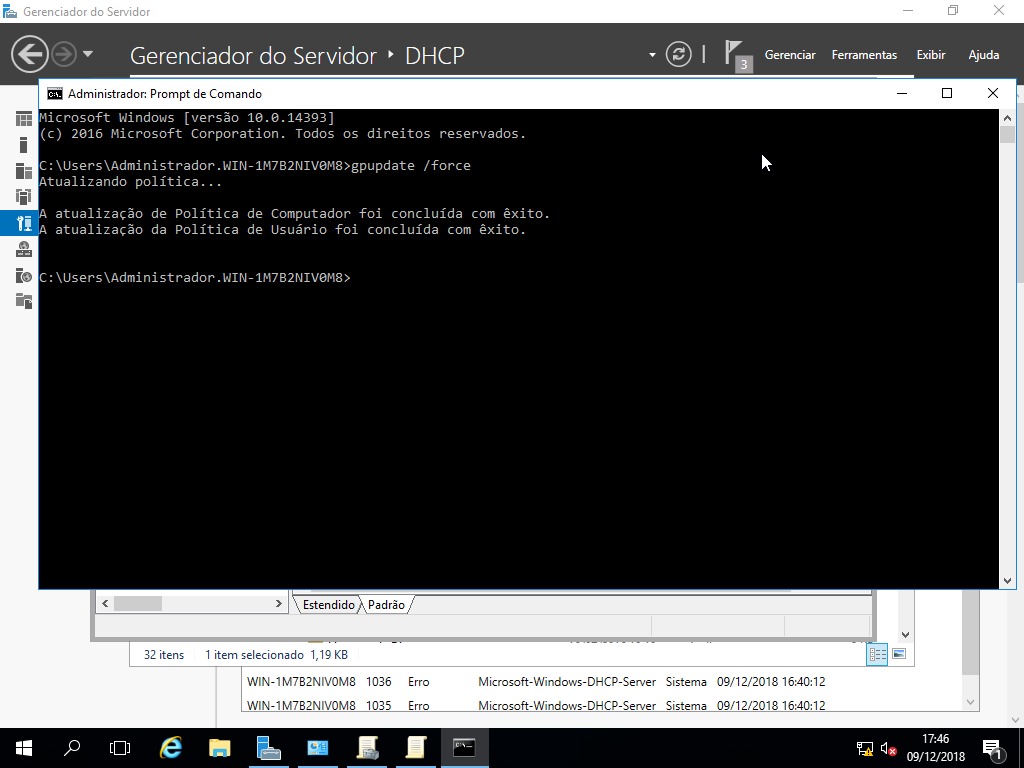 Gerenciador do Servidor
Gerenciador do Servidor ‣ DHCP
3
Gerenciar Ferramentas Exibir Ajuda
Administrador: Prompt de Comando
Microsoft Windows [versão 10.0.14393]
(c) 2016 Microsoft Corporation. Todos os direitos reservados.
C:\Users\Administrador.WIN-1M7B2NIV0M8>gpupdate /force
Atualizando política...
A atualização de Política de Computador foi concluída com êxito.
A atualização da Política de Usuário foi concluída com êxito.
C:\Users\Administrador.WIN-1M7B2NIV0M8>
Estendido Padrão
32 itens 1 item selecionado 1,19 KB
WIN-1M7B2NIV0M8 1036 Erro Microsoft-Windows-DHCP-Server Sistema 09/12/2018 16:40:12
WIN-1M7B2NIV0M8 1035 Erro Microsoft-Windows-DHCP-Server Sistema 09/12/2018 16:40:12
17:46
09/12/2018
1